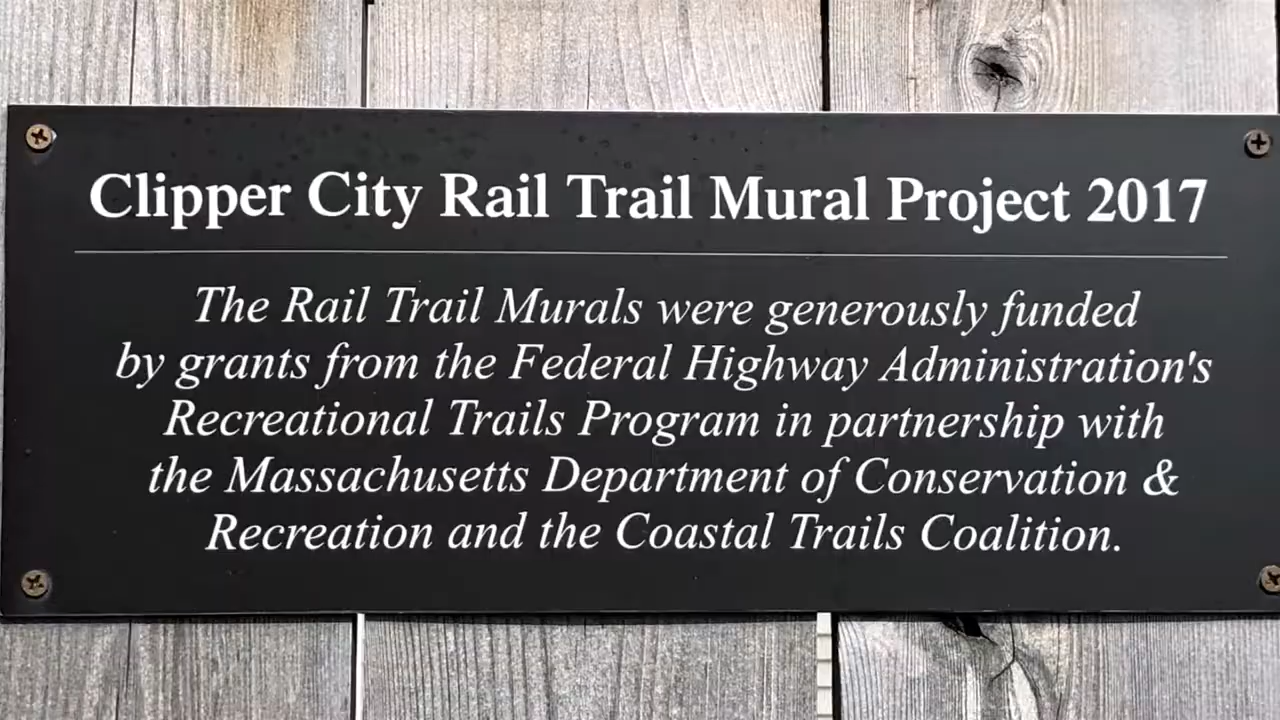 Clipper City Rail Trail Mural Project 2017
The Rail Trail Murals were generously funded
by grants from the Federal Highway Administration's
Recreational Trails Program in partnership with
the Massachusetts Department of Conservation &
Recreation and the Coastal Trails Coalition.